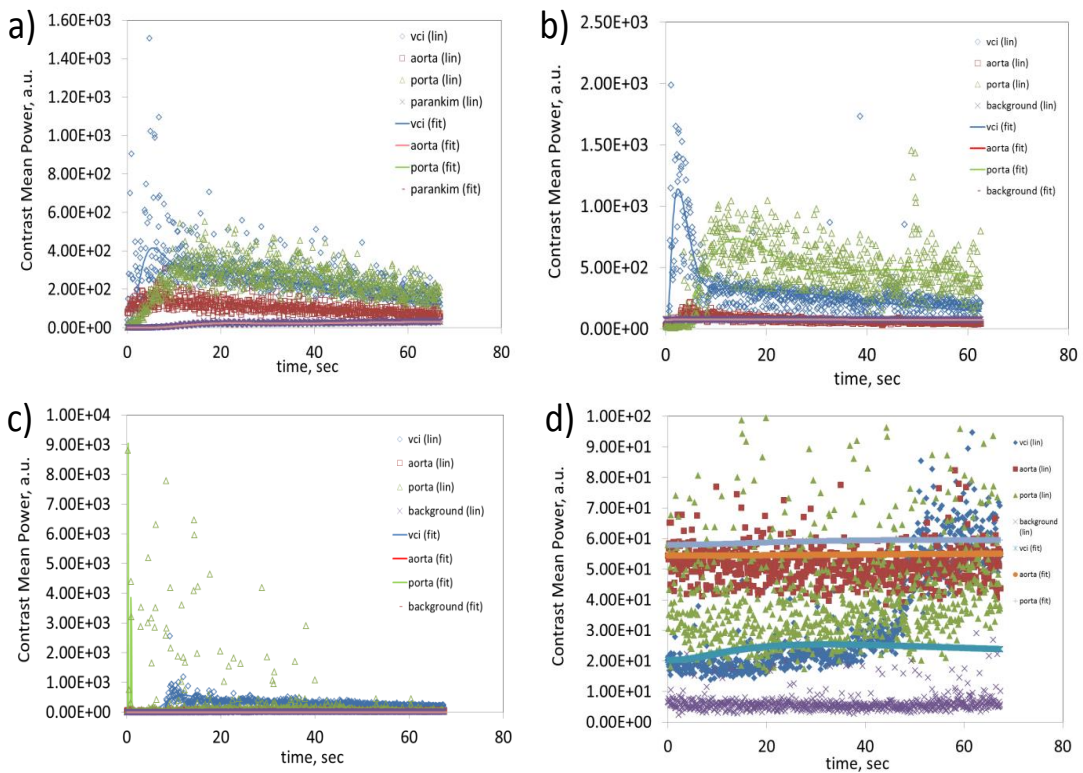 a)
Contrast Mean Power, a.u.
1.60E+03
1.40E+03
1.20E+03
1.00E+03
8.00E+02
6.00E+02
4.00E+02
2.00E+02
0.00E+00
0
20
40
60
80
time, sec
vci (lin)
aorta (lin)
porta (lin)
parankim (lin)
vci (fit)
aorta (fit)
porta (fit)
parankim (fit)
b)
Contrast Mean Power, a.u.
2.50E+03
2.00E+03
1.50E+03
1.00E+03
5.00E+02
0.00E+00
0
20
40
60
80
time, sec
vci (lin)
aorta (lin)
porta (lin)
background (lin)
vci (fit)
aorta (fit)
porta (fit)
background (fit)
c)
Contrast Mean Power, a.u.
1.00E+04
9.00E+03
8.00E+03
7.00E+03
6.00E+03
5.00E+03
4.00E+03
3.00E+03
2.00E+03
1.00E+03
0.00E+00
0
20
40
60
80
time, sec
vci (lin)
aorta (lin)
porta (lin)
background (lin)
vci (fit)
aorta (fit)
porta (fit)
background (fit)
d)
Contrast Mean Power, a.u.
1.00E+02
9.00E+01
8.00E+01
7.00E+01
6.00E+01
5.00E+01
4.00E+01
3.00E+01
2.00E+01
1.00E+01
0.00E+00
0
20
40
60
80
time, sec
vci (lin)
aorta (lin)
porta (lin)
background
(lin)
vci (fit)
aorta (fit)
porta (fit)